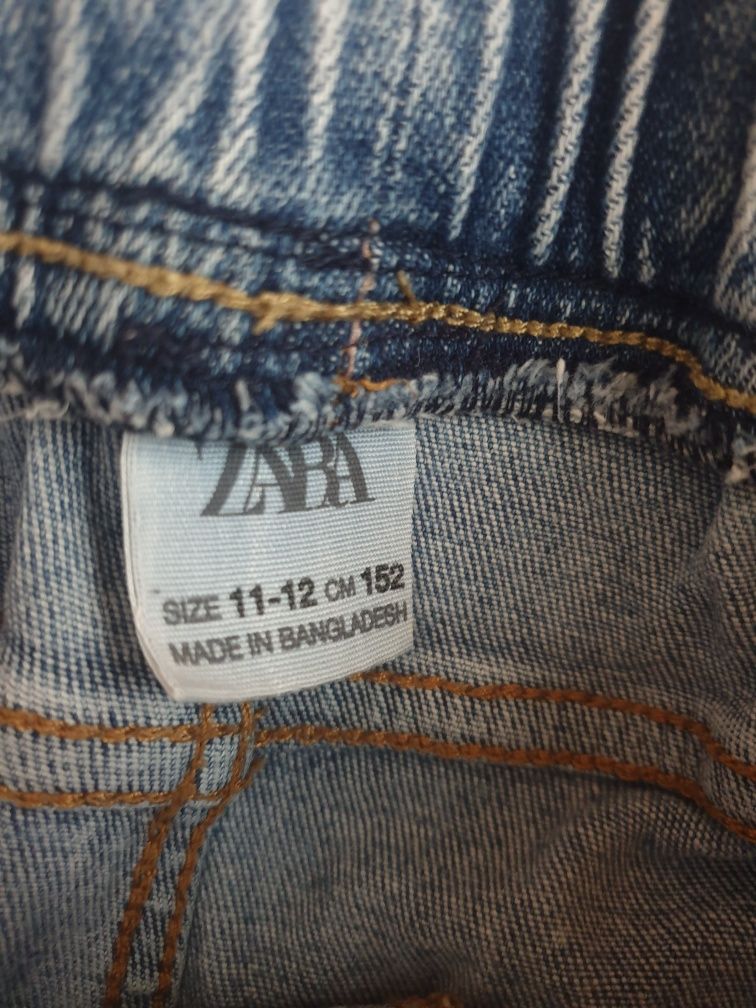 ZARA
SIZE 11-12 CM 152
MADE IN BANGLADESH